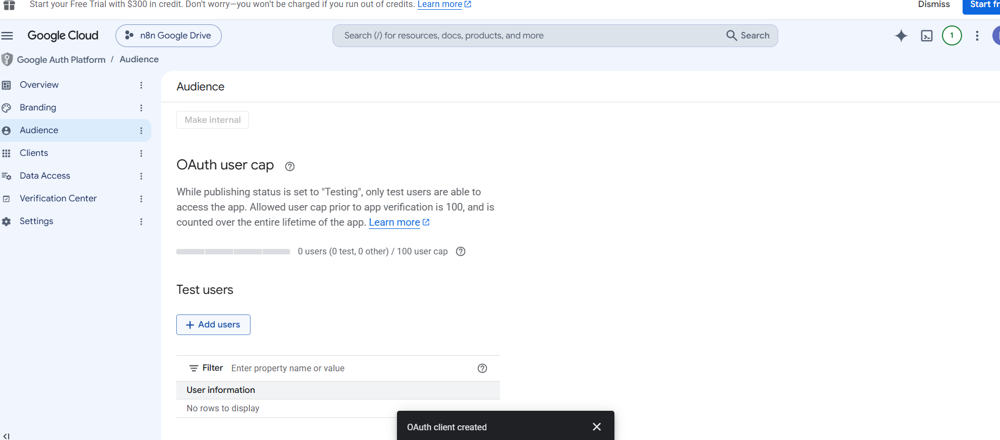 Start your Free Trial with $300 in credit. Don't worry—you won't be charged if you run out of credits. Learn more
Dismiss
Start fr
Google Cloud
n8n Google Drive
Search (/) for resources, docs, products, and more
Search
1
Google Auth Platform / Audience
Overview
Branding
Audience
Clients
Data Access
Verification Center
Settings
Audience
Make internal
OAuth user cap
While publishing status is set to "Testing", only test users are able to
access the app. Allowed user cap prior to app verification is 100, and is
counted over the entire lifetime of the app. Learn more
0 users (0 test, 0 other) / 100 user cap
Test users
Add users
Filter Enter property name or value
User information
No rows to display
OAuth client created